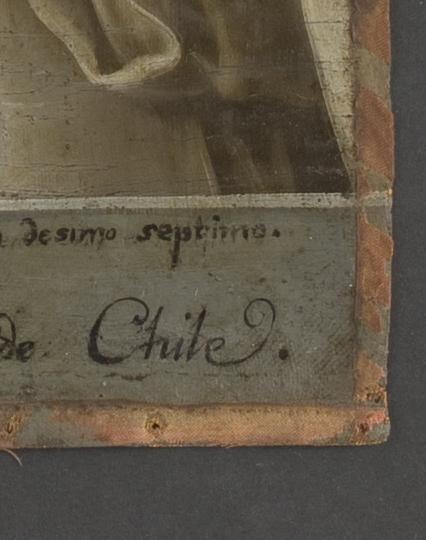 desimo septimo.
de Chile.